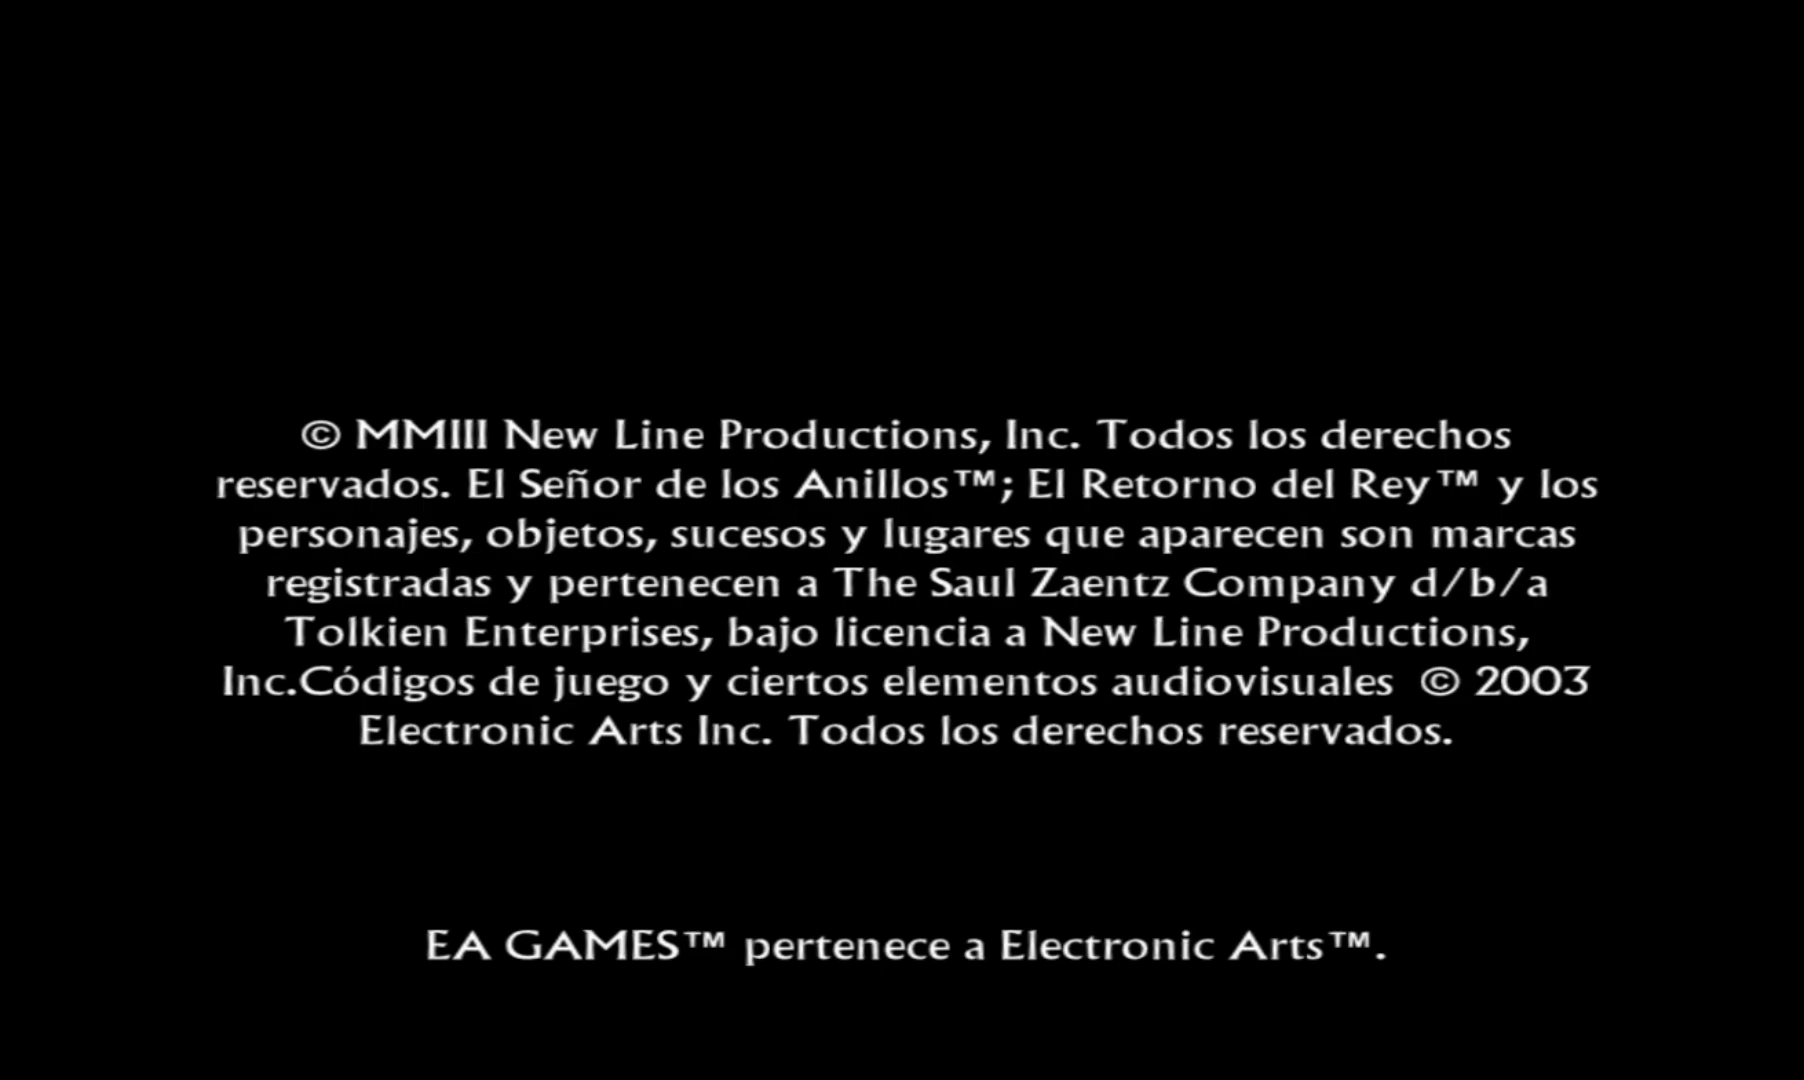 © MMIII New Line Productions, Inc. Todos los derechos
reservados. El Señor de los Anillos™; El Retorno del Rey™ y los
personajes, objetos, sucesos y lugares que aparecen son marcas
registradas y pertenecen a The Saul Zaentz Company d/b/a
Tolkien Enterprises, bajo licencia a New Line Productions,
Inc.Códigos de juego y ciertos elementos audiovisuales © 2003
Electronic Arts Inc. Todos los derechos reservados.
EA GAMES™ pertenece a Electronic Arts™.